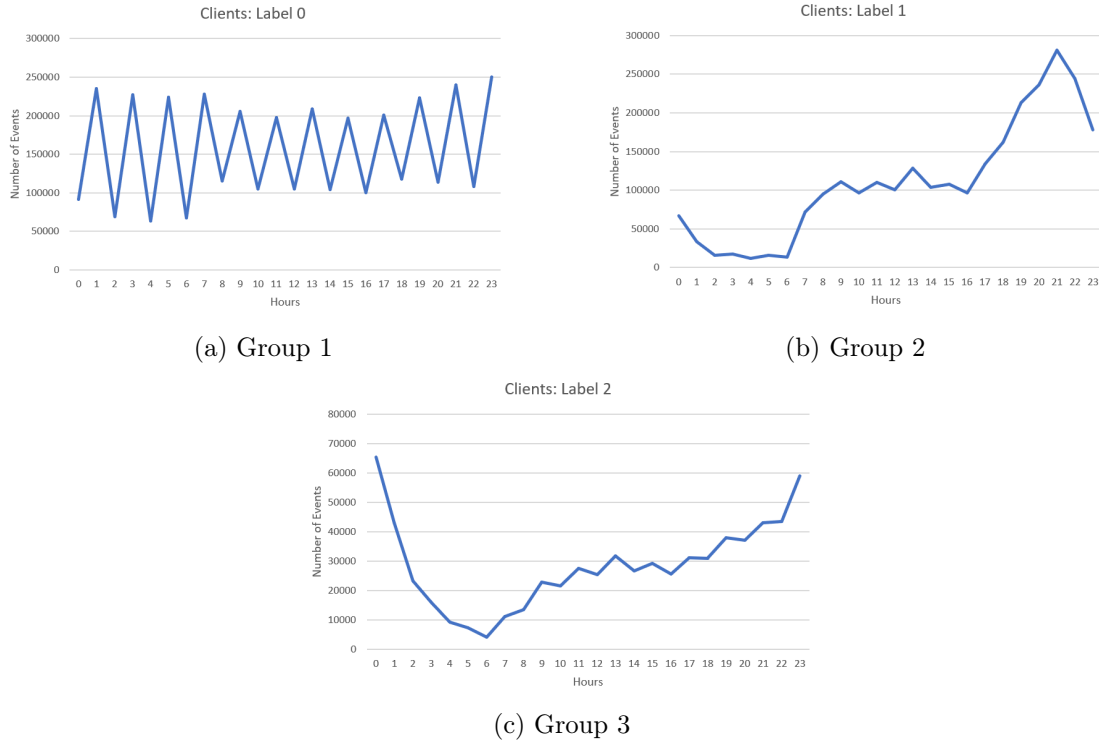 Clients: Label 0
300000
250000
200000
150000
100000
50000
0
Number of Events
0 1 2 3 4 5 6 7 8 9 10 11 12 13 14 15 16 17 18 19 20 21 22 23
Hours
(a) Group 1
Clients: Label 1
300000
250000
200000
150000
100000
50000
0
Number of Events
0 1 2 3 4 5 6 7 8 9 10 11 12 13 14 15 16 17 18 19 20 21 22 23
Hours
(b) Group 2
Clients: Label 2
80000
70000
60000
50000
40000
30000
20000
10000
0
Number of Events
0 1 2 3 4 5 6 7 8 9 10 11 12 13 14 15 16 17 18 19 20 21 22 23
Hours
(c) Group 3